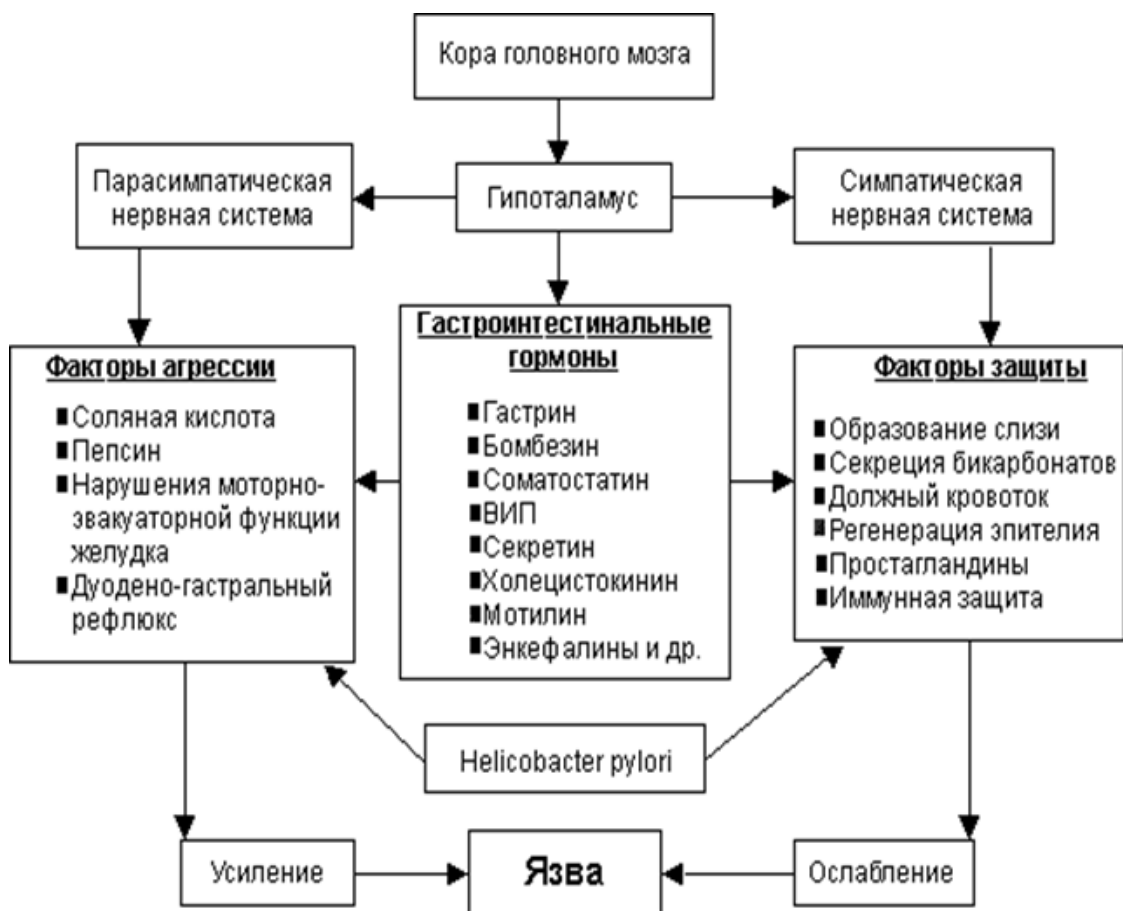 Кора головного мозга
Парасимпатическая
нервная система
Гипоталамус
Симпатическая
нервная система
Факторы агрессии
Соляная кислота
Пепсин
Нарушения моторно-
эвакуаторной функции
желудка
Дуодено-гастральный
рефлюкс
Гастроинтестинальные
гормоны
Гастрин
Бомбезин
Соматостатин
ВИП
Секретин
Холецистокинин
Мотилин
Энкефалины и др.
Факторы защиты
Образование слизи
Секреция бикарбонатов
Должный кровоток
Регенерация эпителия
Простагландины
Иммунная защита
Helicobacter pylori
Усиление
Язва
Ослабление